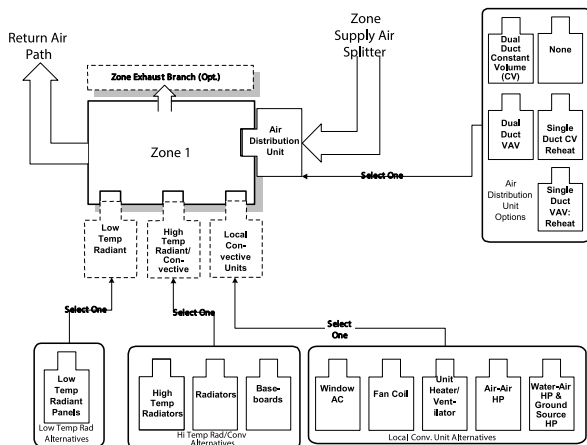 Return Air
Path
Zone
Supply Air
Splitter
Zone Exhaust Branch (Opt.)
Zone 1
Air
Distribution
Unit
Select One
Dual
Duct
Constant
Volume
(CV)
None
Dual
Duct
VAV
Single
Duct CV
Reheat
Air
Distribution
Unit
Options
Single
Duct
VAV:
Reheat
Low
Temp
Radiant
High
Temp
Radiant/
Con-
vective
Local
Con-vective
Units
Select One
Select One
Select
One
Low
Temp
Radiant
Panels
Low Temp Rad
Alternatives
High
Temp
Radiators
Radiators
Base-
boards
Hi Temp Rad/Conv
Alternatives
Window
AC
Fan Coil
Unit
Heater/
Vent-
ilator
Air-Air
HP
Water-Air
HP &
Ground
Source
HP
Local Conv. Unit Alternatives